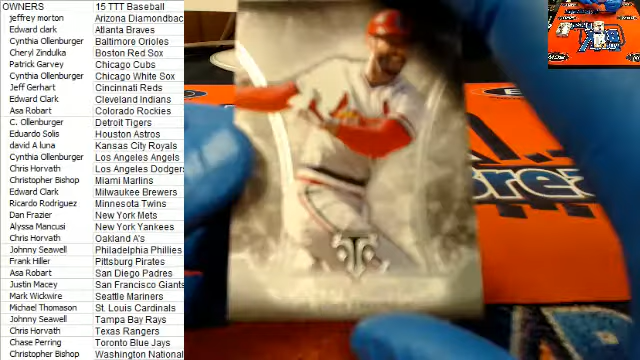 OWNERS 15 TTT Baseball
jeffrey morton Arizona Diamondbac
Edward clark Atlanta Braves
Cynthia Ollenburger Baltimore Orioles
Cheryl Zindulka Boston Red Sox
Patrick Garvey Chicago Cubs
Cynthia Ollenburger Chicago White Sox
Jeff Gerhart Cincinnati Reds
Edward Clark Cleveland Indians
Asa Robart Colorado Rockies
C. Ollenburger Detroit Tigers
Eduardo Solis Houston Astros
david A luna Kansas City Royals
Cynthia Ollenburger Los Angeles Angels
Chris Horvath Los Angeles Dodgers
Christopher Bishop Miami Marlins
Edward Clark Milwaukee Brewers
Ricardo Rodriguez Minnesota Twins
Dan Frazier New York Mets
Alyssa Mancusi New York Yankees
Chris Horvath Oakland A's
Johnny Seawell Philadelphia Phillies
Frank Hiller Pittsburg Pirates
Asa Robart San Diego Padres
Justin Macey San Francisco Giants
Mark Wickwire Seattle Mariners
Michael Thomason St. Louis Cardinals
Johnny Seawell Tampa Bay Rays
Chris Horvath Texas Rangers
Chase Perring Toronto Blue Jays
Christopher Bishop Washington National